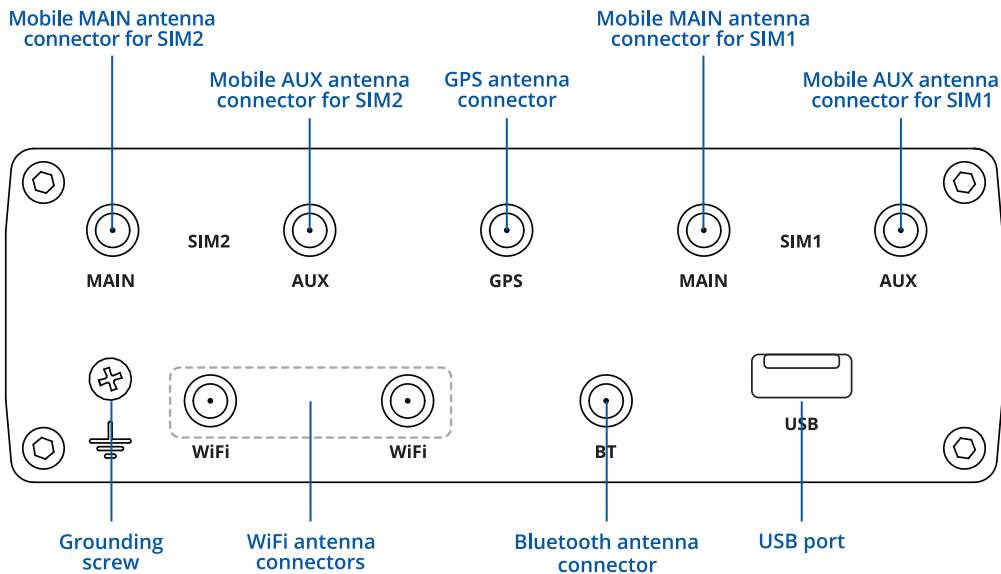 Mobile MAIN antenna
connector for SIM2
Mobile MAIN antenna
connector for SIM1
Mobile AUX antenna
connector for SIM2
GPS antenna
connector
Mobile AUX antenna
connector for SIM1
SIM2
SIM1
MAIN
AUX
GPS
MAIN
AUX
USB
WiFi
WiFi
BT
Grounding
screw
WiFi antenna
connectors
Bluetooth antenna
connector
USB port